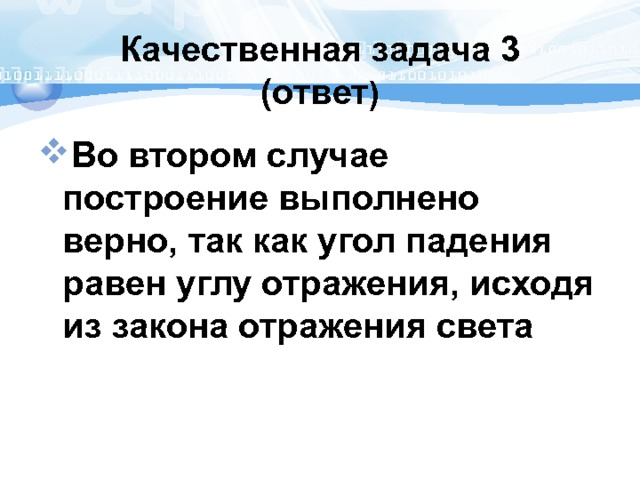 Качественная задача 3
(ответ)
Во втором случае
построение выполнено
верно, так как угол падения
равен углу отражения, исходя
из закона отражения света